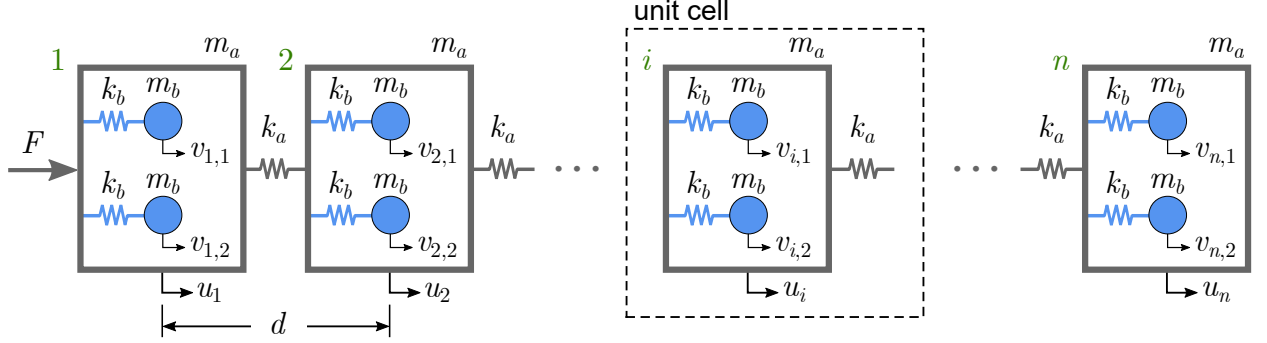 unit cell
1 m_a 2 m_a i m_a n m_a
k_b m_b k_b m_b k_b m_b k_b m_b
F v_{1,1} k_a v_{2,1} k_a ··· v_{i,1} k_a ··· k_a v_{n,1}
k_b m_b k_b m_b k_b m_b k_b m_b
v_{1,2} v_{2,2} v_{i,2} v_{n,2}
u_1 u_2 u_i u_n
d